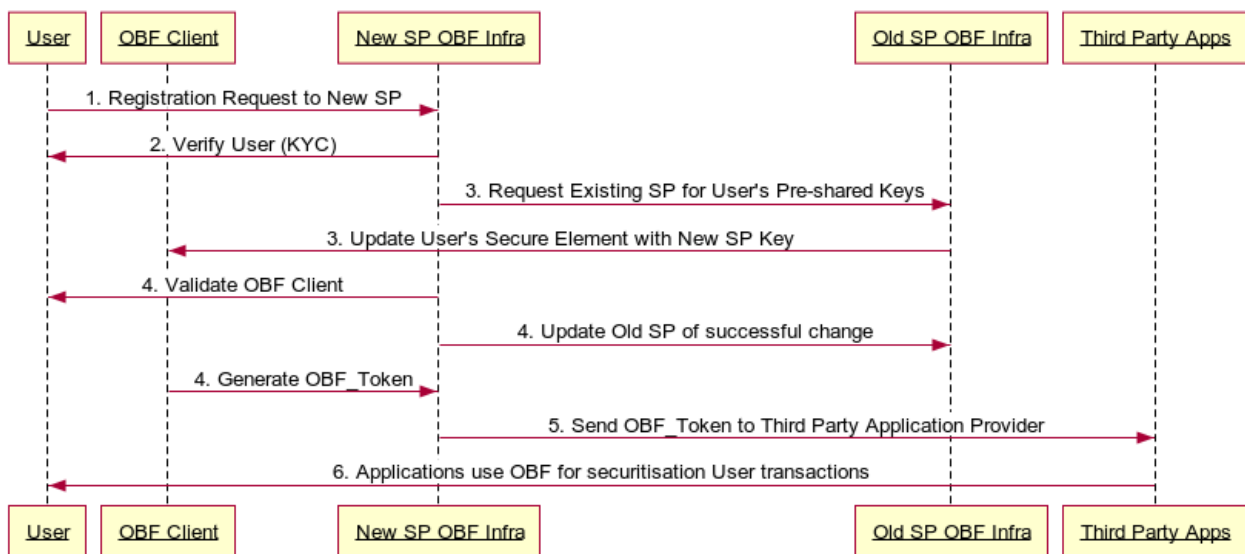 User OBF Client New SP OBF Infra Old SP OBF Infra Third Party Apps
1. Registration Request to New SP
2. Verify User (KYC)
3. Request Existing SP for User's Pre-shared Keys
3. Update User's Secure Element with New SP Key
4. Validate OBF Client
4. Update Old SP of successful change
4. Generate OBF_Token
5. Send OBF_Token to Third Party Application Provider
6. Applications use OBF for securitisation User transactions
User OBF Client New SP OBF Infra Old SP OBF Infra Third Party Apps